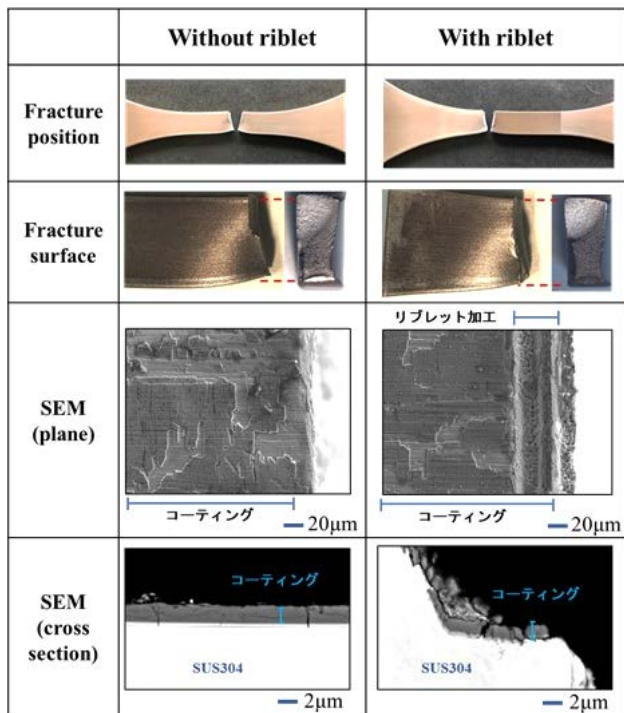 Without riblet
With riblet
Fracture
position
Fracture
surface
リブレット加工
SEM
(plane)
コーティング
20μm
コーティング
20μm
SEM
(cross
section)
コーティング
SUS304
2μm
コーティング
SUS304
2μm